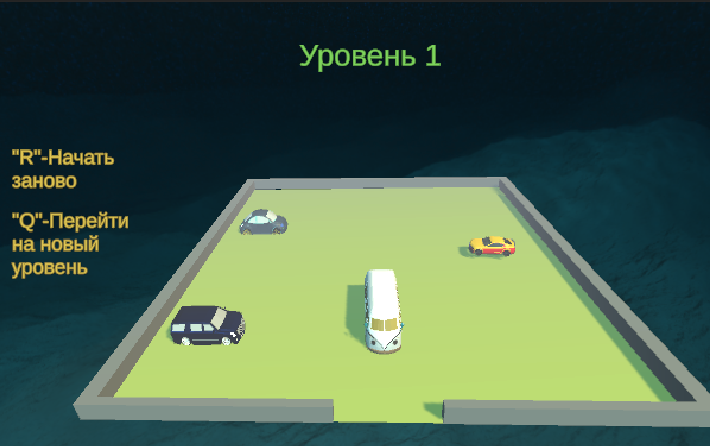 Уровень 1
"R"-Начать
заново
"Q"-Перейти
на новый
уровень